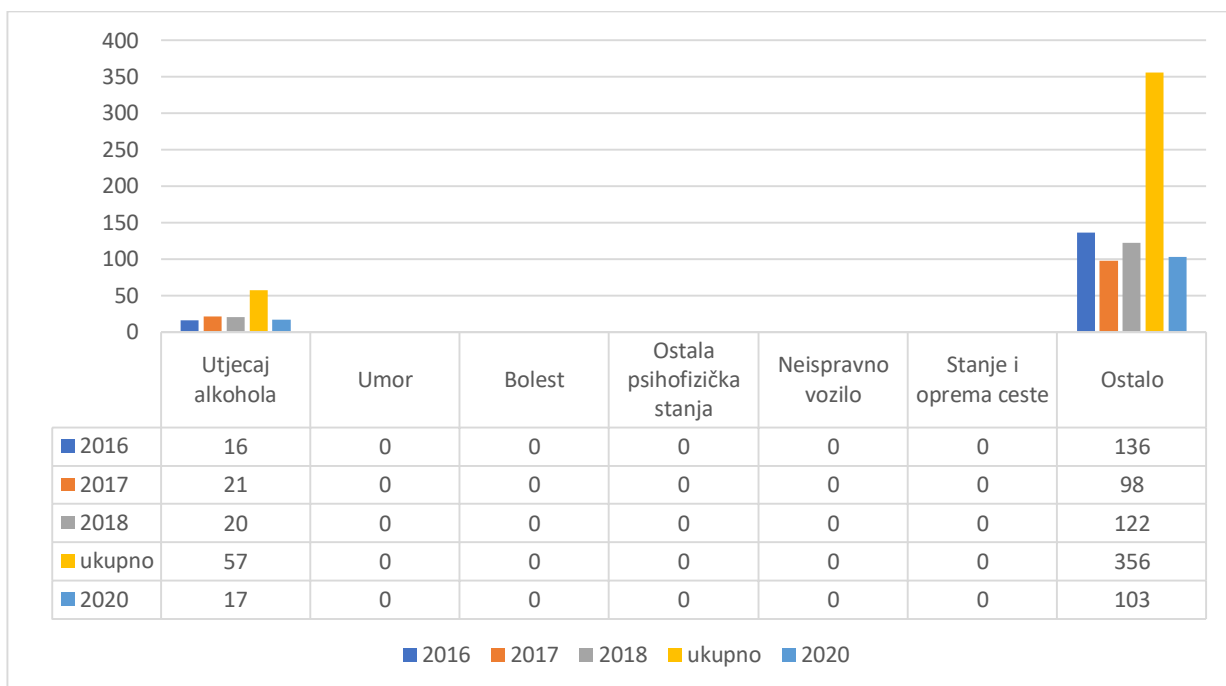 400
350
300
250
200
150
100
50
0
Utjecaj alkohola Umor Bolest Ostala psihofizička stanja Neispravno vozilo Stanje i oprema ceste Ostalo
2016 16 0 0 0 0 0 136
2017 21 0 0 0 0 0 98
2018 20 0 0 0 0 0 122
ukupno 57 0 0 0 0 0 356
2020 17 0 0 0 0 0 103
2016 2017 2018 ukupno 2020